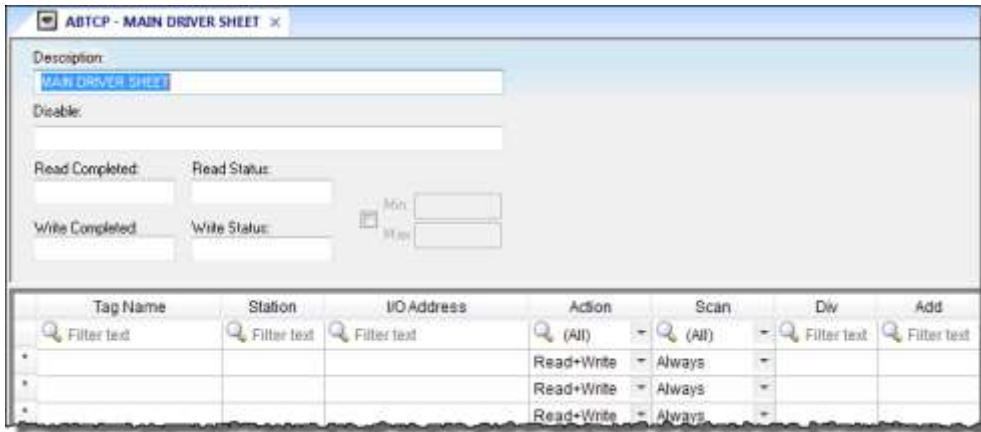 ABTCP - MAIN DRIVER SHEET ×
Description:
MAIN DRIVER SHEET
Disable:
Read Completed: Read Status:
Min:
Write Completed: Write Status:
Max:
Tag Name Station I/O Address Action Scan Div Add
Filter text Filter text Filter text (All) (All) Filter text Filter text
* Read+Write Always
* Read+Write Always
* Read+Write Always